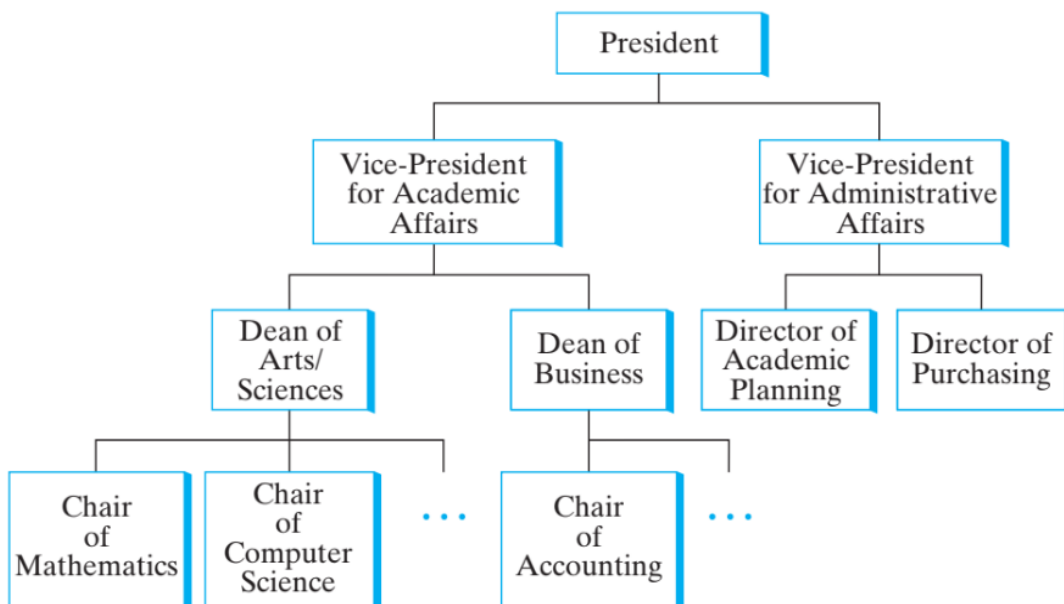 President
Vice-President
for Academic
Affairs
Vice-President
for Administrative
Affairs
Dean of
Arts/
Sciences
Dean of
Business
Director of
Academic
Planning
Director of
Purchasing
Chair
of
Mathematics
Chair
of
Computer
Science
...
Chair
of
Accounting
...